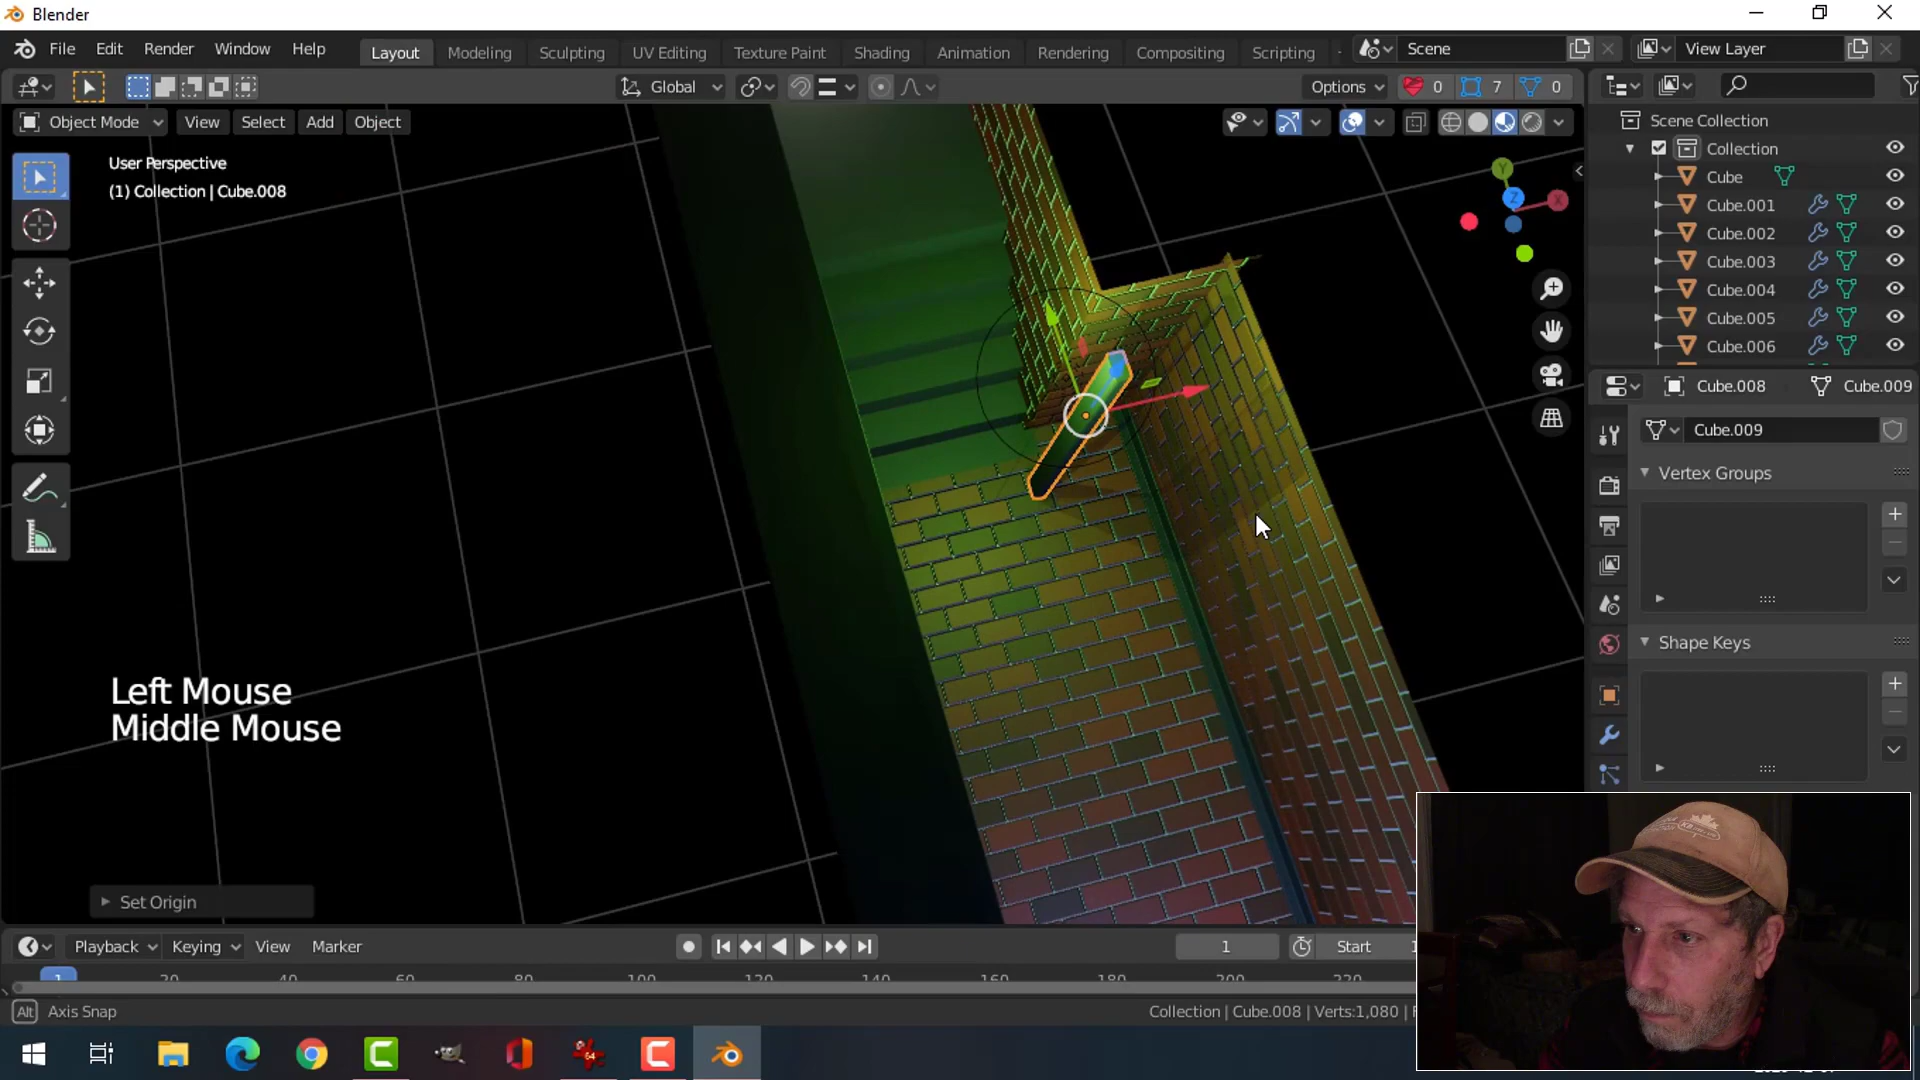 Blender
File Edit Render Window Help Layout Modeling Sculpting UV Editing Texture Paint Shading Animation Rendering Compositing Scripting Scene View Layer
Global Options 0 7 0
Object Mode View Select Add Object
Scene Collection
User Perspective
(1) Collection | Cube.008
Collection
Cube
Cube.001
Cube.002
Cube.003
Cube.004
Cube.005
Cube.006
Y
Z
X
Cube.008 Cube.009
Cube.009
Vertex Groups
Shape Keys
Left Mouse
Middle Mouse
Set Origin
Playback Keying View Marker 1 Start
1 20 40 60 80 100 120 140 160 180 200 220
Alt Axis Snap Collection | Cube.008 | Verts:1,080 |